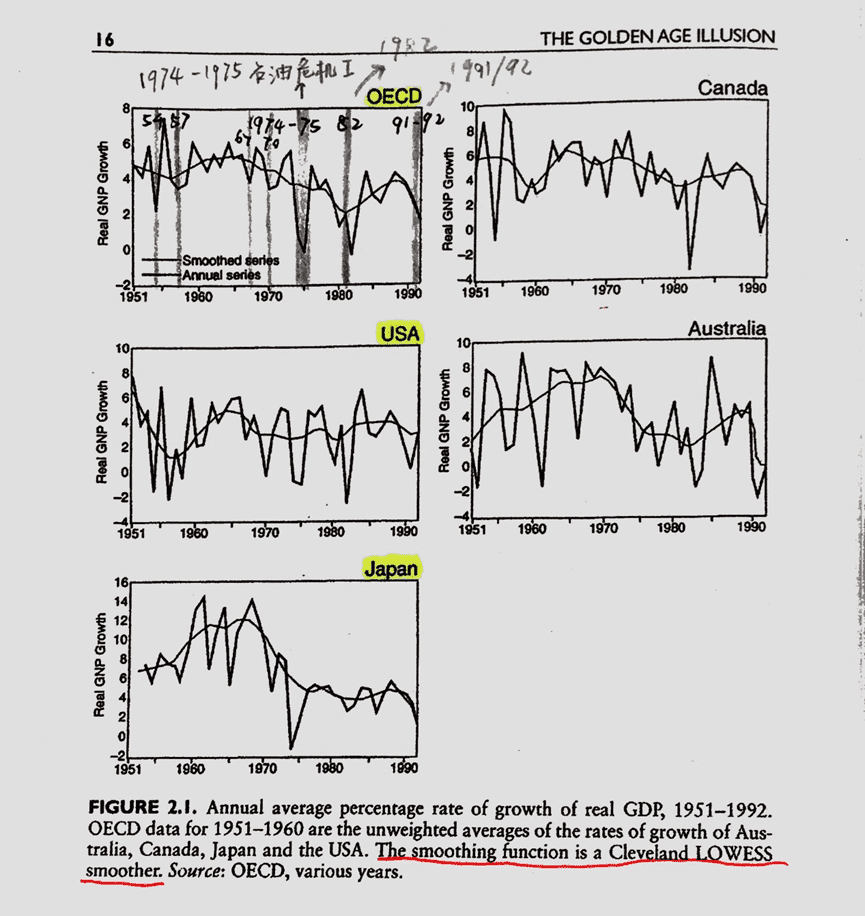 16
THE GOLDEN AGE ILLUSION
1982
1974-1975 石油危机 I
1991/92
OECD
Canada
Real GNP Growth
8
6
4
2
0
-2
54 57 67 1974-75 70 82 91-92
Smoothed series
Annual series
1951 1960 1970 1980 1990
Real GNP Growth
10
8
6
4
2
0
-2
-4
1951 1960 1970 1980 1990
USA
Australia
Real GNP Growth
10
8
6
4
2
0
-2
-4
1951 1960 1970 1980 1990
Real GNP Growth
10
8
6
4
2
0
-2
-4
1951 1960 1970 1980 1990
Japan
Real GNP Growth
16
14
12
10
8
6
4
2
0
-2
1951 1960 1970 1980 1990
FIGURE 2.1. Annual average percentage rate of growth of real GDP, 1951–1992.
OECD data for 1951–1960 are the unweighted averages of the rates of growth of Aus-
tralia, Canada, Japan and the USA. The smoothing function is a Cleveland LOWESS
smoother. Source: OECD, various years.